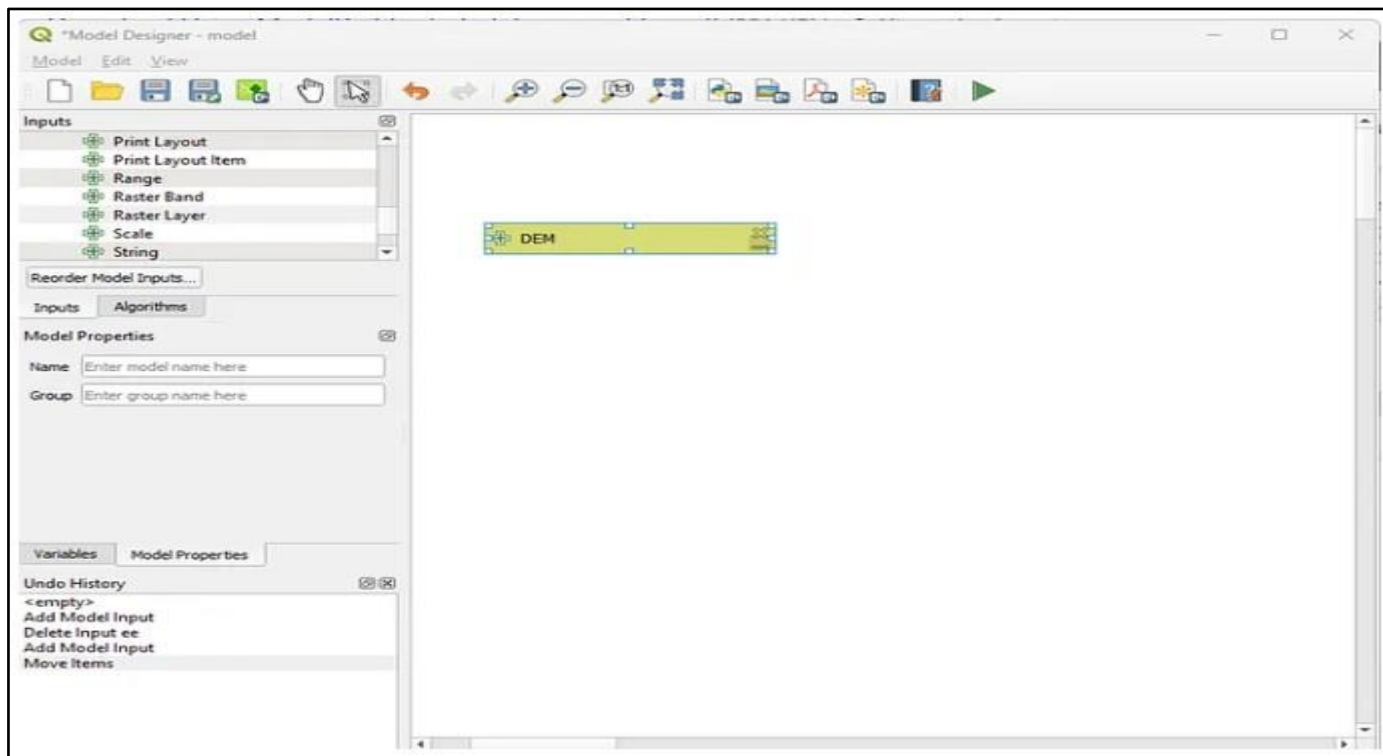 *Model Designer - model
Model Edit View
Inputs
Print Layout
Print Layout Item
Range
Raster Band
Raster Layer
Scale
String
Reorder Model Inputs...
Inputs Algorithms
Model Properties
Name Enter model name here
Group Enter group name here
Variables Model Properties
Undo History
<empty>
Add Model Input
Delete Input ee
Add Model Input
Move Items
DEM